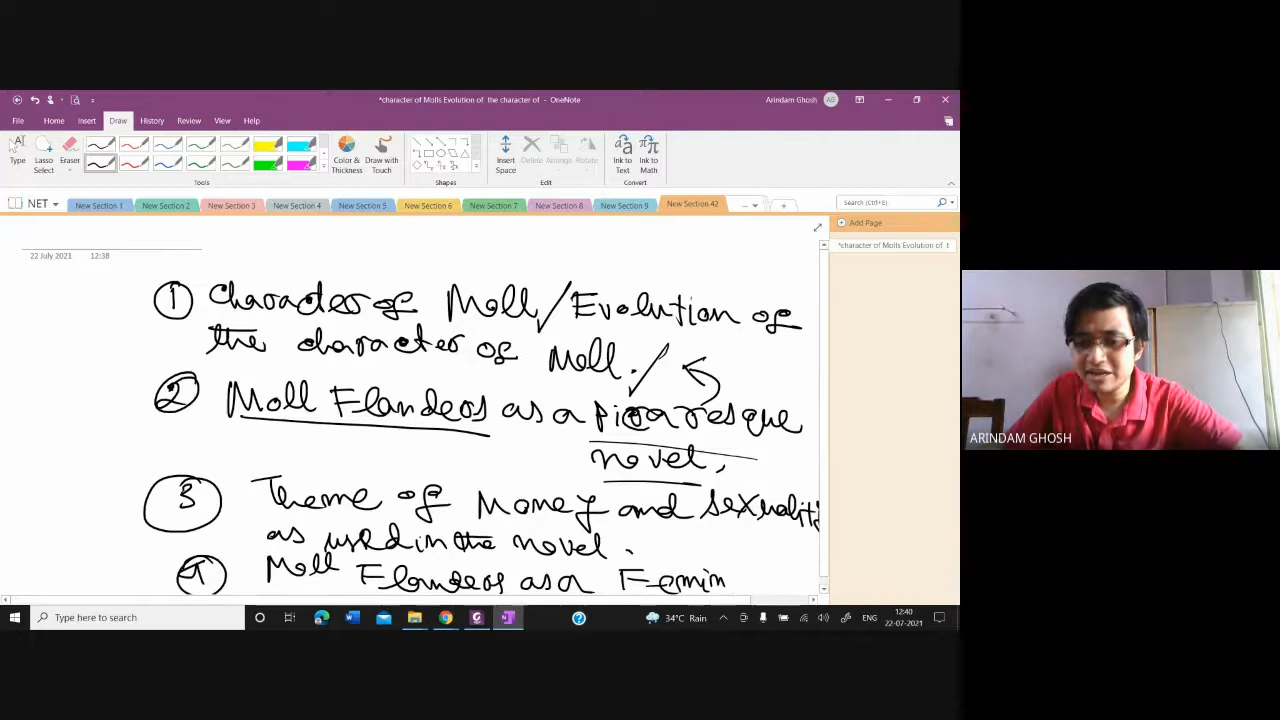 *character of Molls Evolution of the character of - OneNote
Arindam Ghosh AG
File Home Insert Draw History Review View Help
Type Lasso Select Eraser Color & Thickness Draw with Touch Insert Space Delete Arrange Rotate Ink to Text Ink to Math
Tools Shapes Edit Convert
NET New Section 1 New Section 2 New Section 3 New Section 4 New Section 5 New Section 6 New Section 7 New Section 8 New Section 9 New Section 42 Search (Ctrl+E)
Add Page
*character of Molls Evolution of t
22 July 2021 12:38
① Character of Moll/Evolution of
the character of Moll./
② Moll Flanders as a picaresque
novel,
③ Theme of Money and sexuality
as used in the novel.
④ Moll Flanders as a Femin
ARINDAM GHOSH
Type here to search
34°C Rain ENG 12:40
22-07-2021